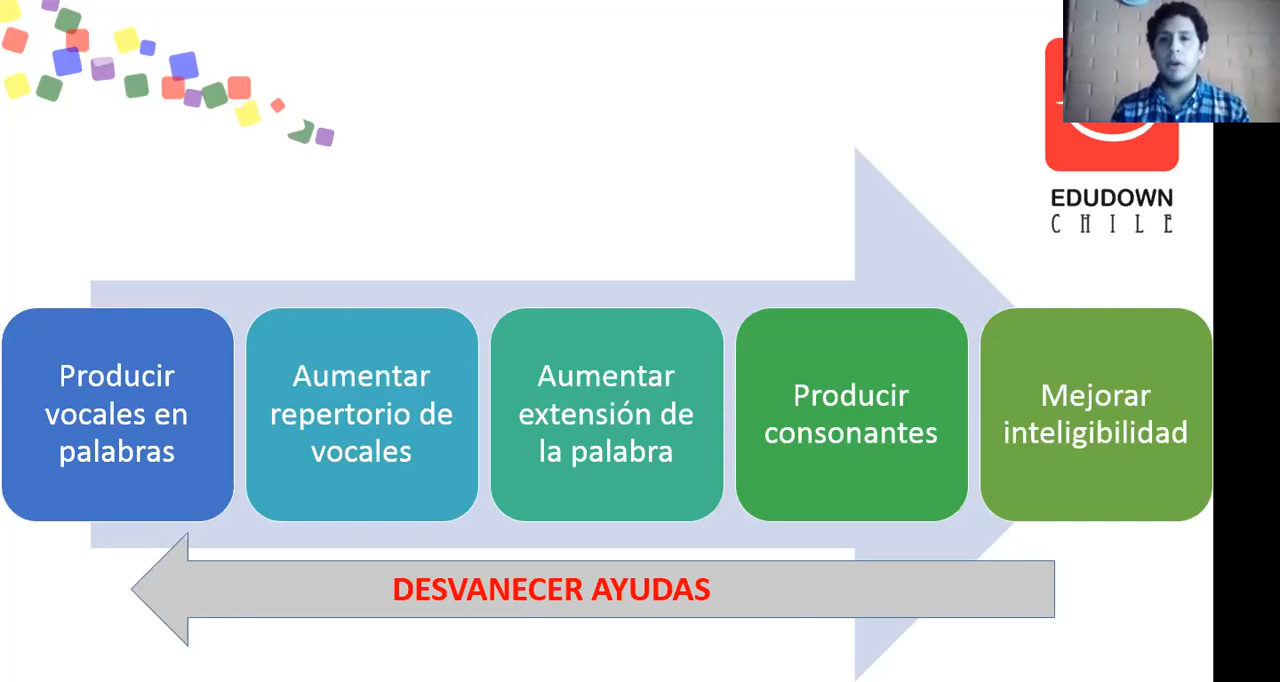 EDUDOWN
CHILE
Producir
vocales en
palabras
Aumentar
repertorio de
vocales
Aumentar
extensión de
la palabra
Producir
consonantes
Mejorar
inteligibilidad
DESVANECER AYUDAS